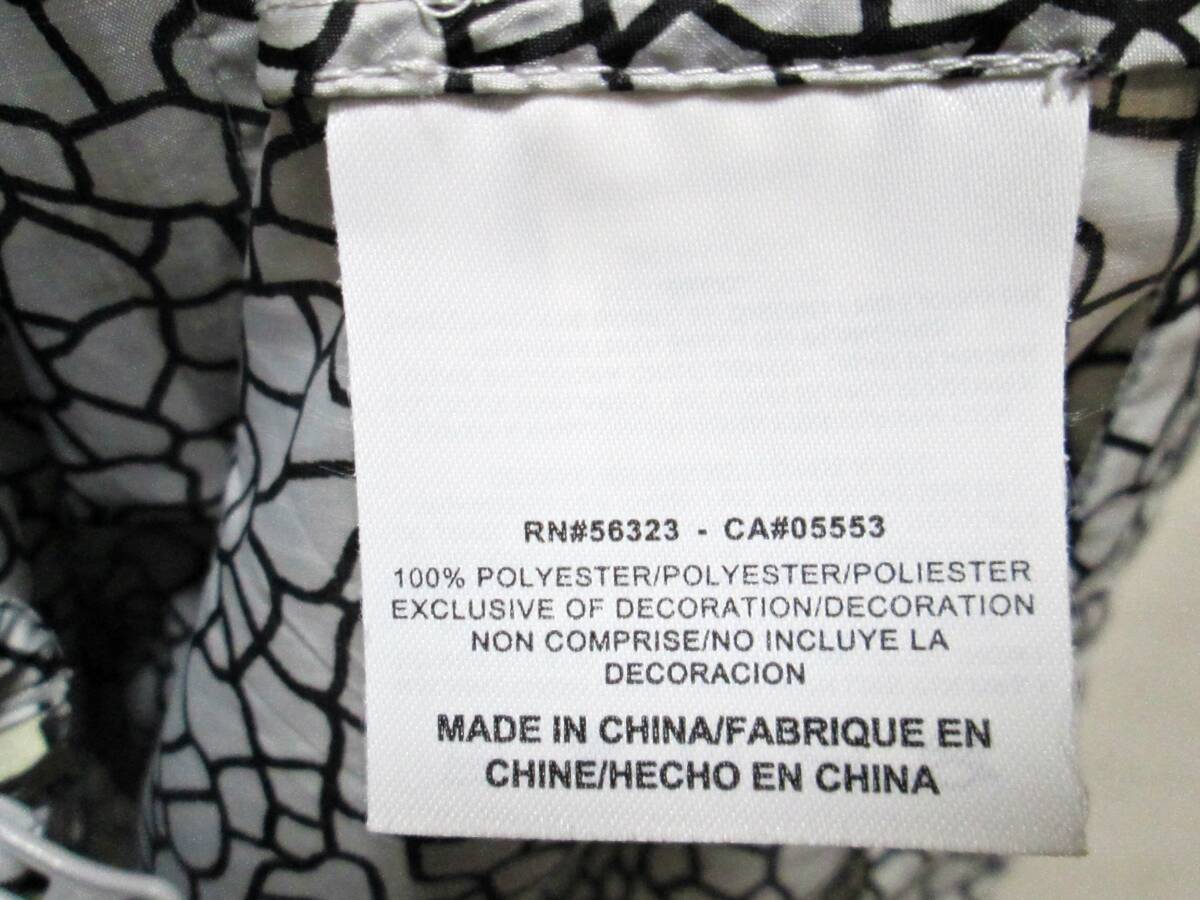 RN#56323 - CA#05553
100% POLYESTER/POLYESTER/POLIESTER
EXCLUSIVE OF DECORATION/DECORATION
NON COMPRISE/NO INCLUYE LA
DECORACION
MADE IN CHINA/FABRIQUE EN
CHINE/HECHO EN CHINA